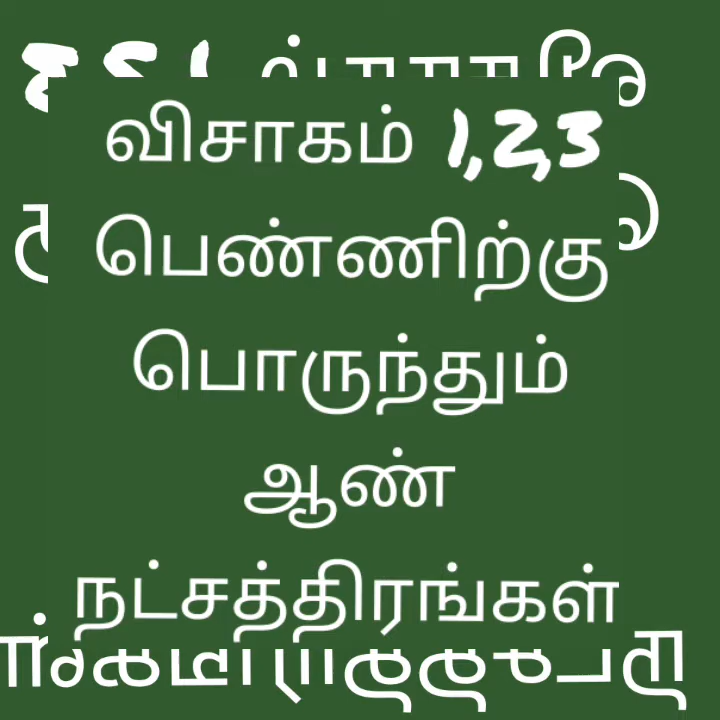 விசாகம் 1,2,3
பெண்ணிற்கு
பொருந்தும்
ஆண்
நட்சத்திரங்கள்